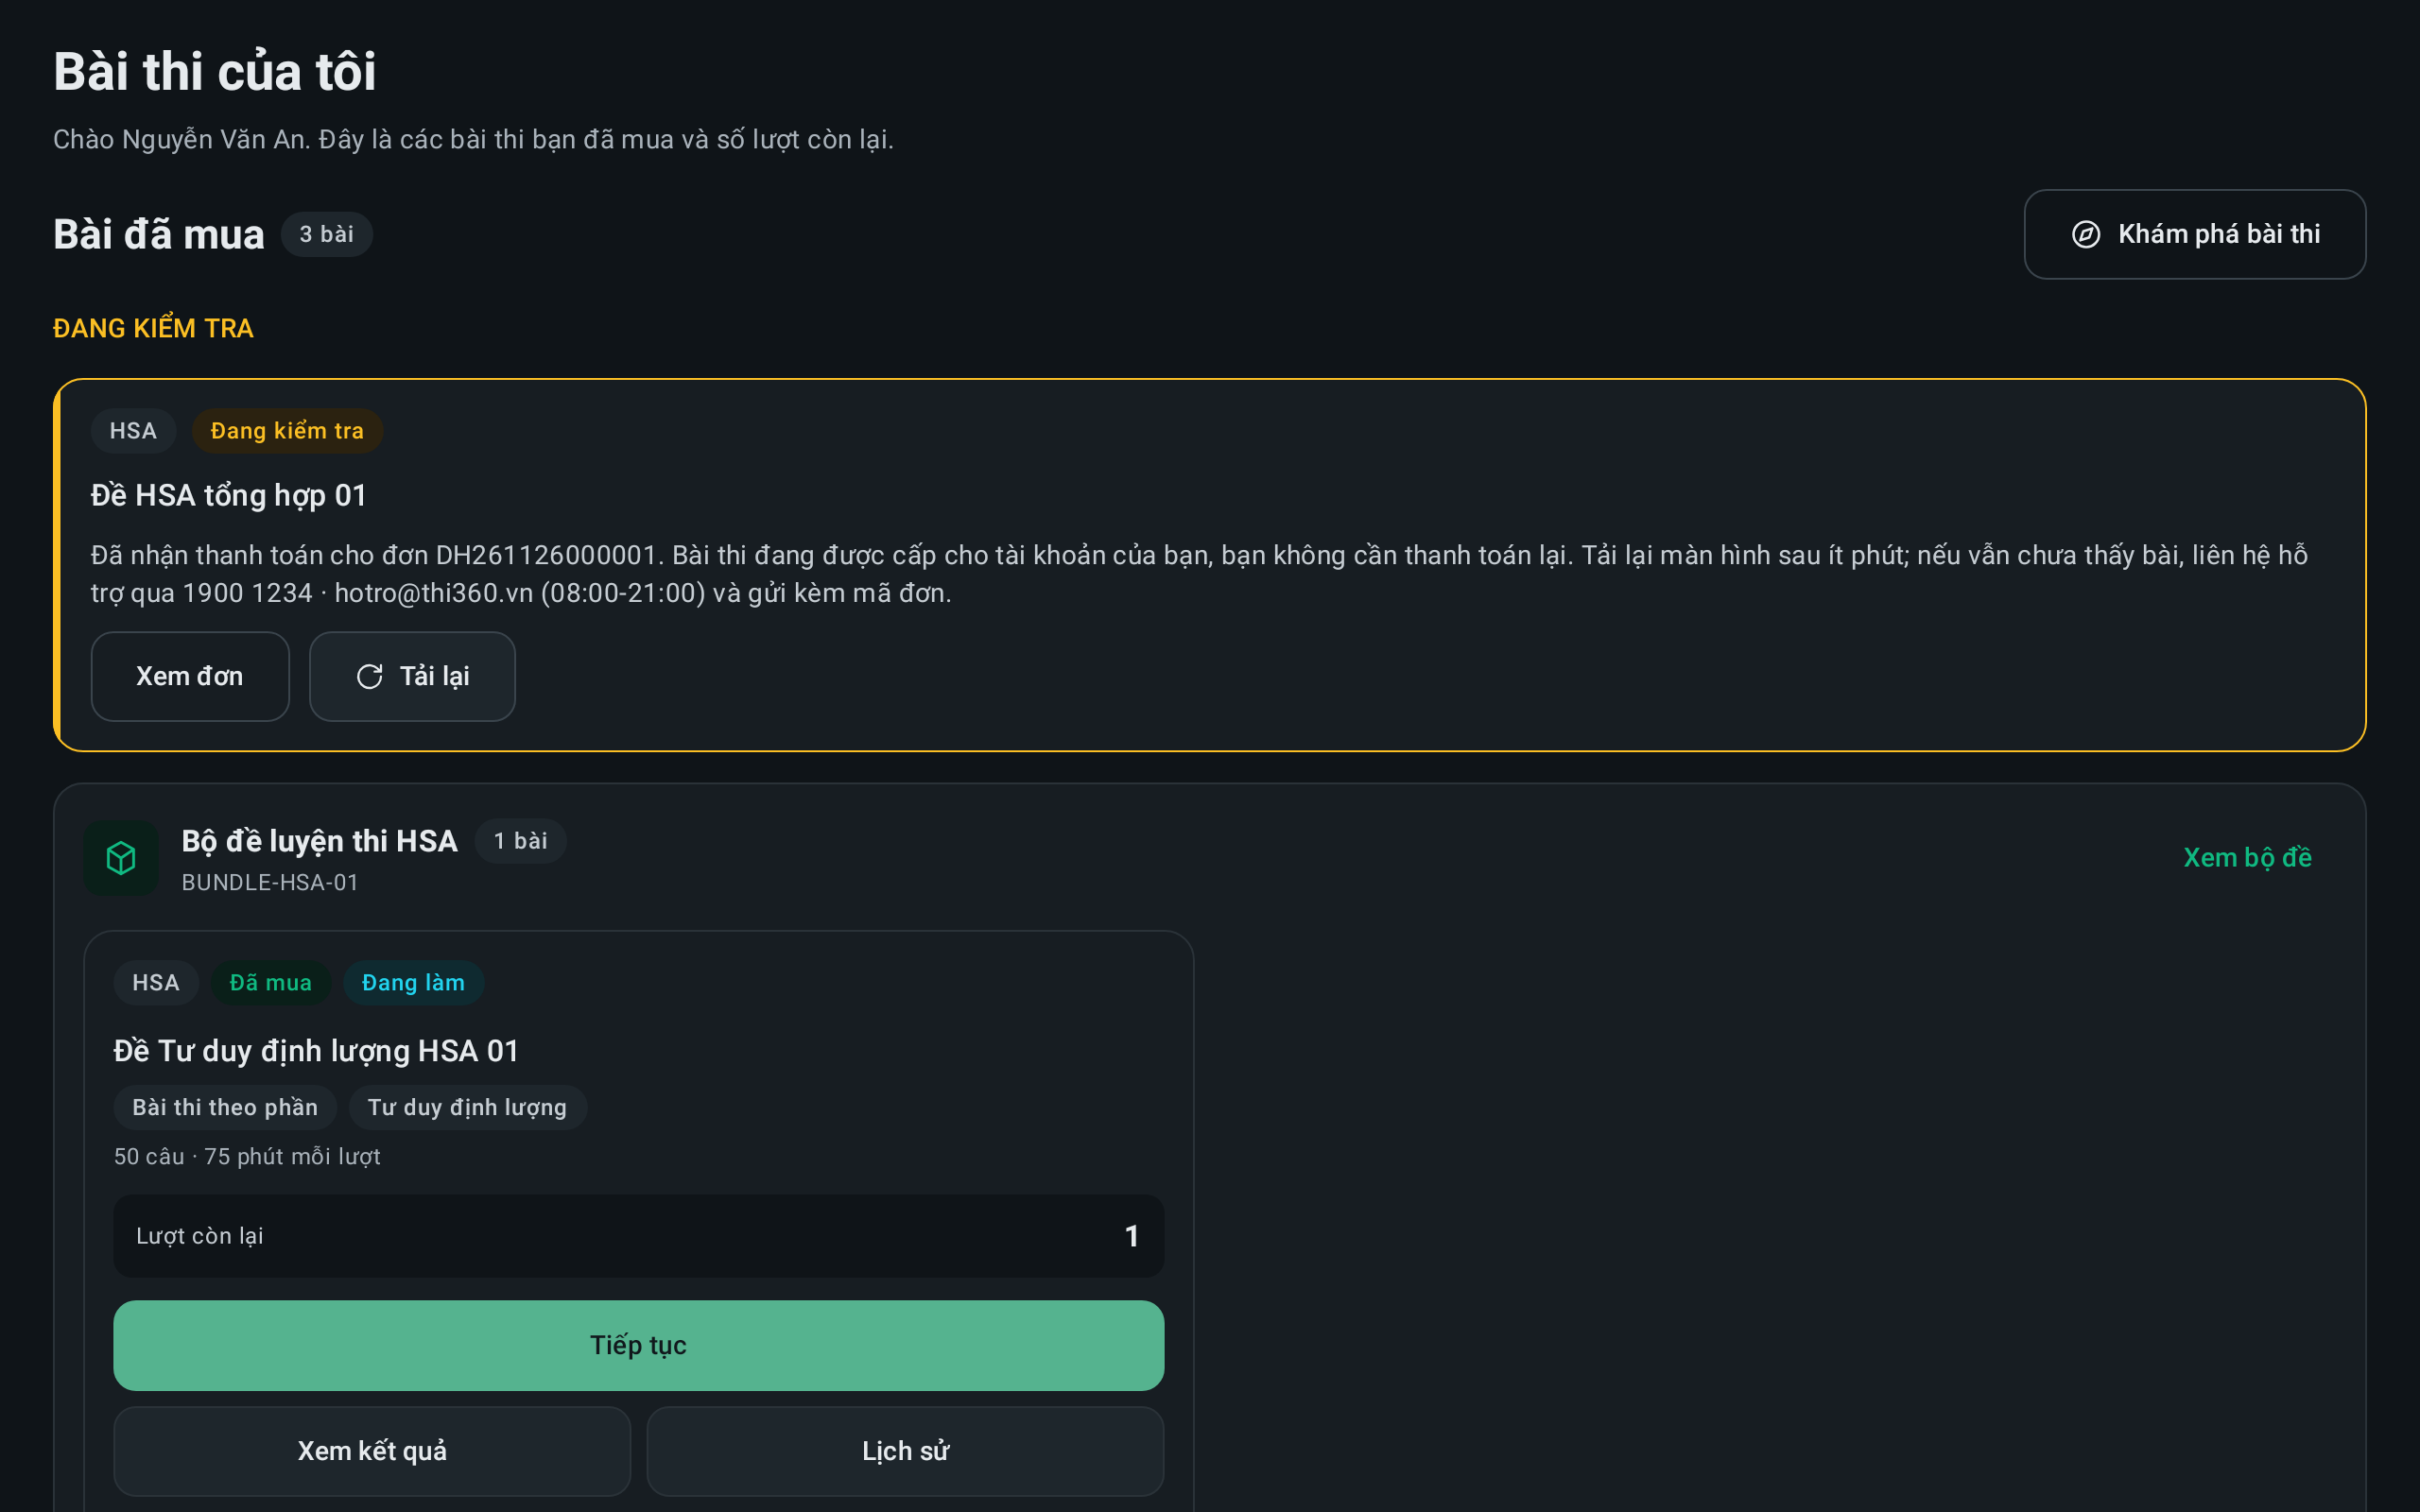 Bài thi của tôi
Chào Nguyễn Văn An. Đây là các bài thi bạn đã mua và số lượt còn lại.
Bài đã mua 3 bài
Khám phá bài thi
ĐANG KIỂM TRA
HSA Đang kiểm tra
Đề HSA tổng hợp 01
Đã nhận thanh toán cho đơn DH261126000001. Bài thi đang được cấp cho tài khoản của bạn, bạn không cần thanh toán lại. Tải lại màn hình sau ít phút; nếu vẫn chưa thấy bài, liên hệ hỗ
trợ qua 1900 1234 · hotro@thi360.vn (08:00-21:00) và gửi kèm mã đơn.
Xem đơn Tải lại
Bộ đề luyện thi HSA 1 bài
BUNDLE-HSA-01
Xem bộ đề
HSA Đã mua Đang làm
Đề Tư duy định lượng HSA 01
Bài thi theo phần Tư duy định lượng
50 câu · 75 phút mỗi lượt
Lượt còn lại 1
Tiếp tục
Xem kết quả Lịch sử